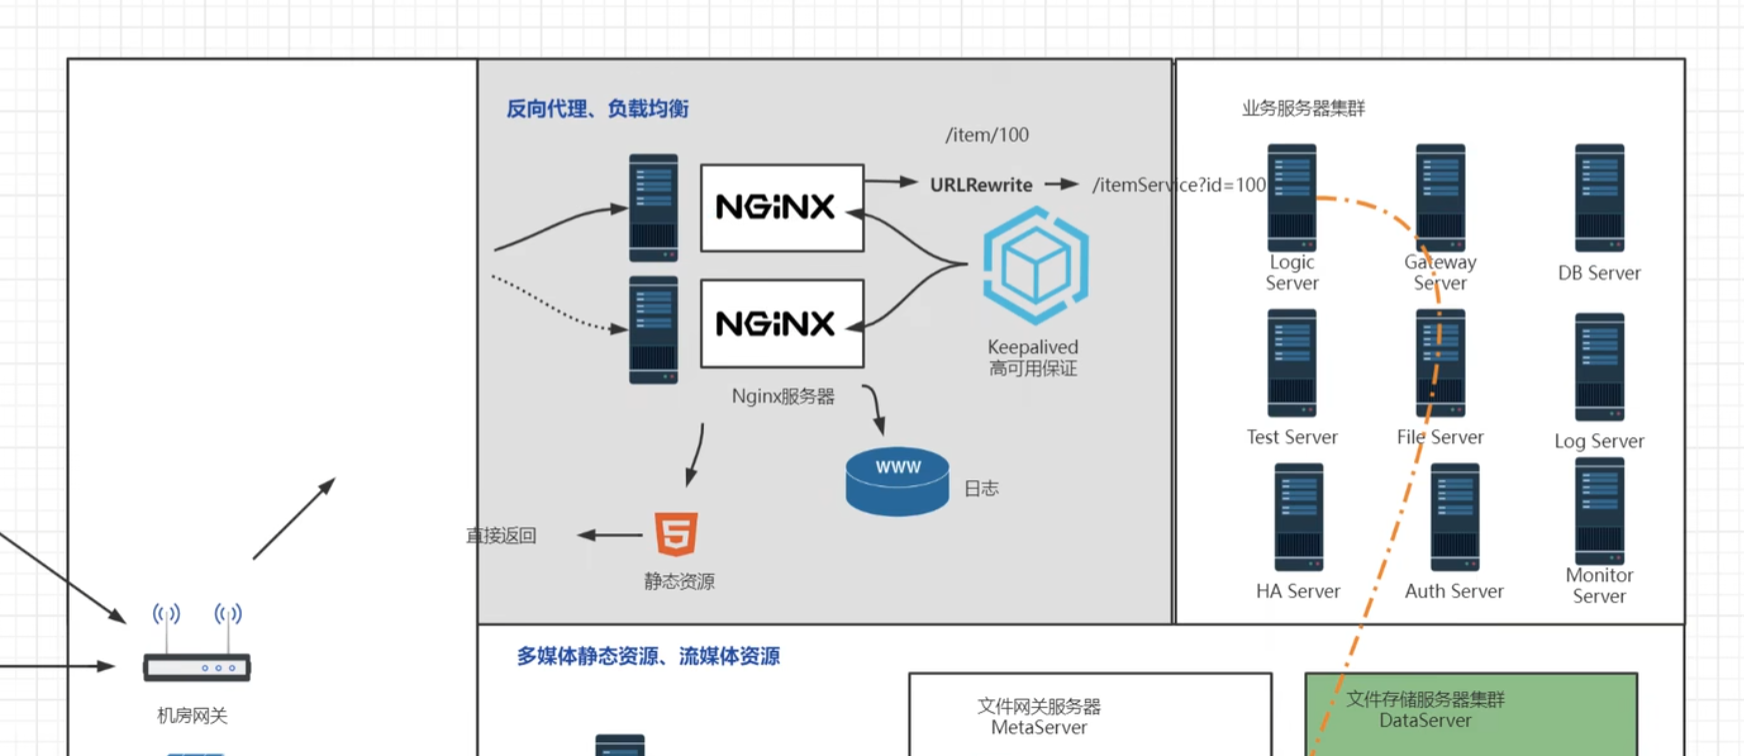 反向代理、负载均衡
/item/100
NGINX
URLRewrite
/itemService?id=100
NGINX
Keepalived
高可用保证
Nginx服务器
WWW
日志
5
直接返回
静态资源
机房网关
业务服务器集群
Logic
Server
Gateway
Server
DB Server
Test Server
File Server
Log Server
HA Server
Auth Server
Monitor
Server
多媒体静态资源、流媒体资源
文件网关服务器
MetaServer
文件存储服务器集群
DataServer